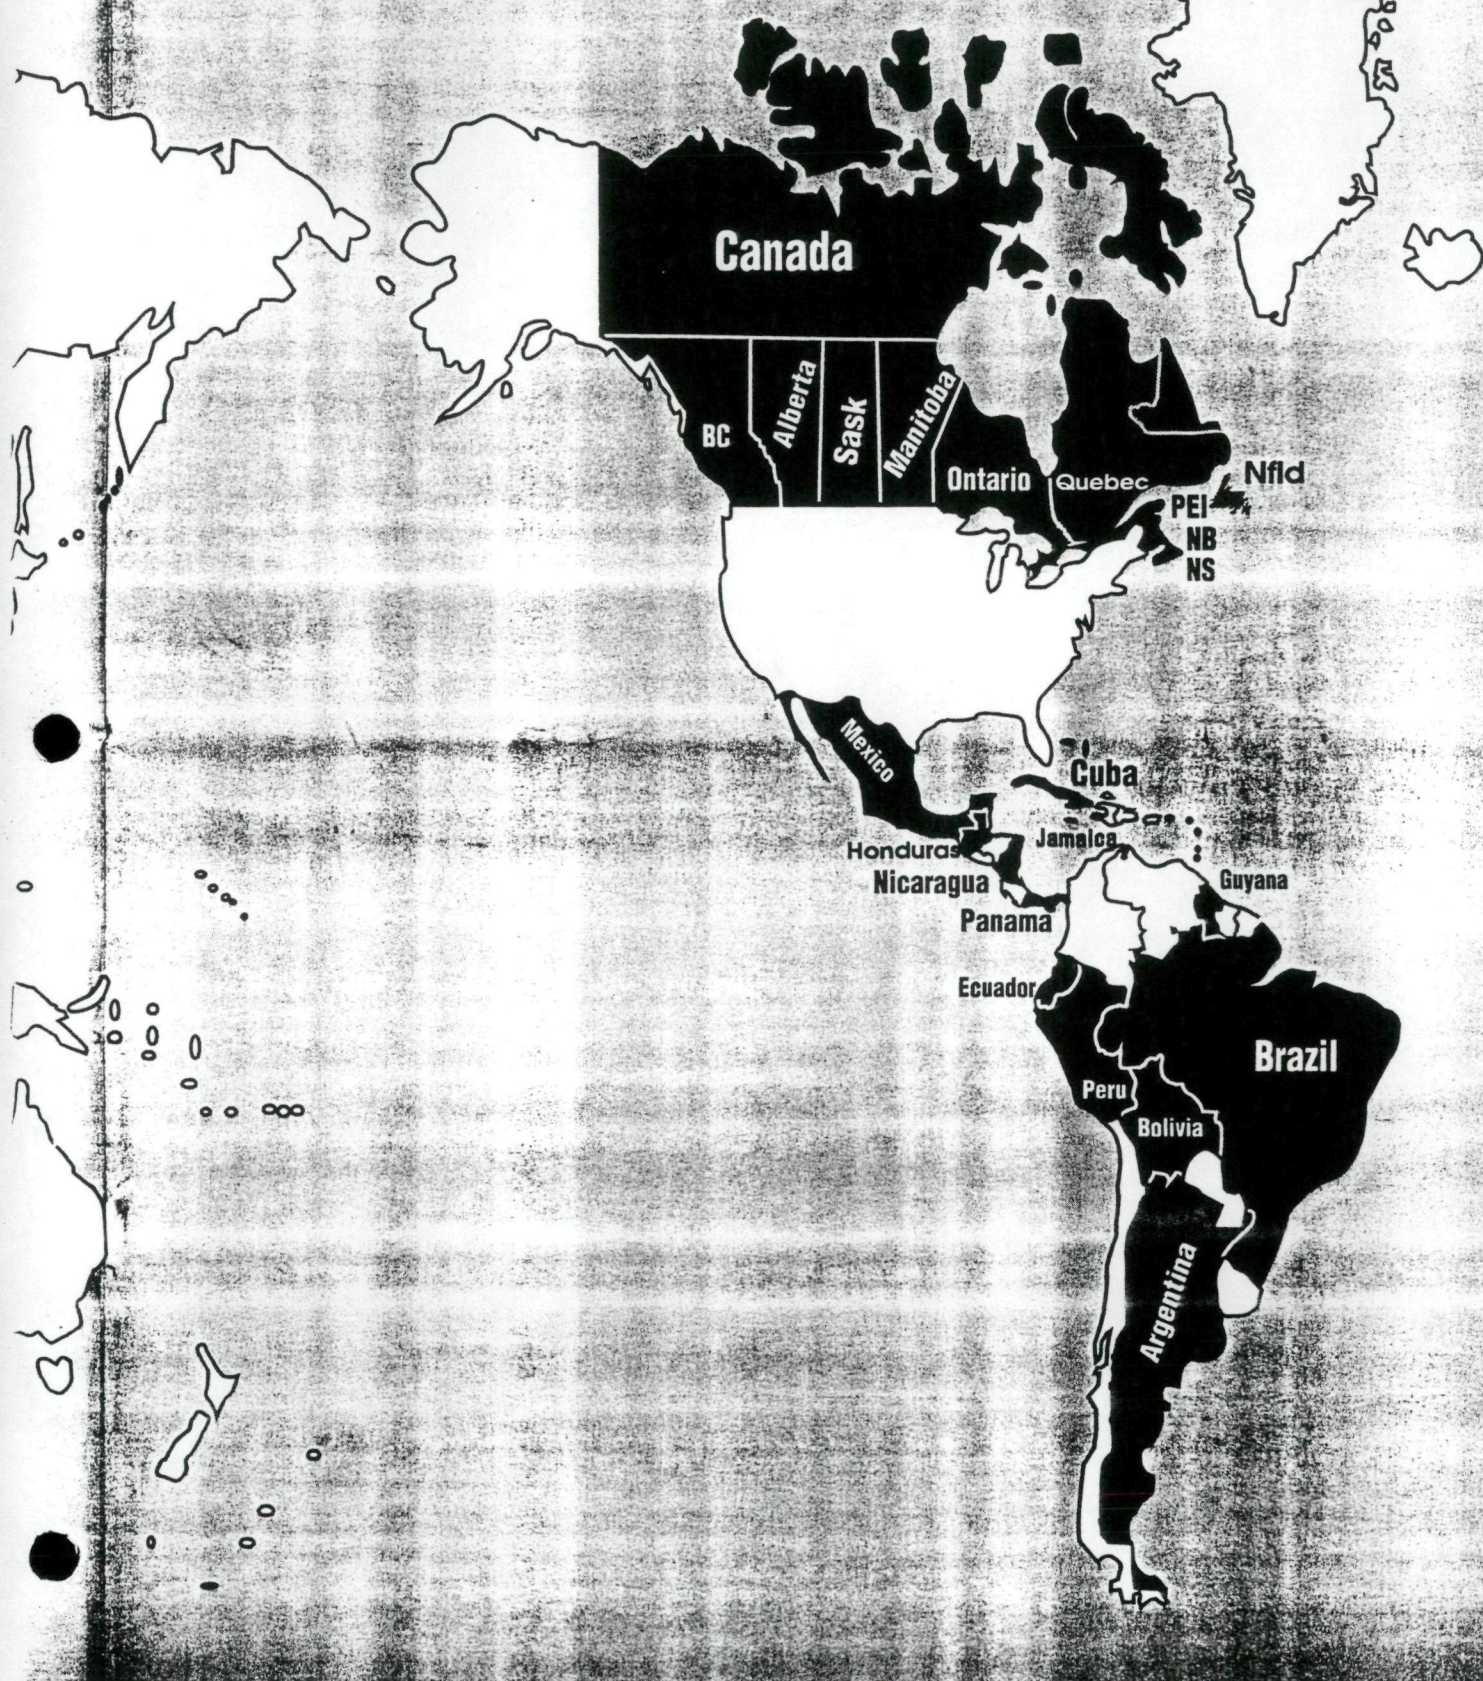 Canada
BC
Alberta
Sask
Manitoba
Ontario
Quebec
Nfld
PEI
NB
NS
Mexico
Cuba
Jamaica
Honduras
Nicaragua
Guyana
Panama
Ecuador
Brazil
Peru
Bolivia
Argentina